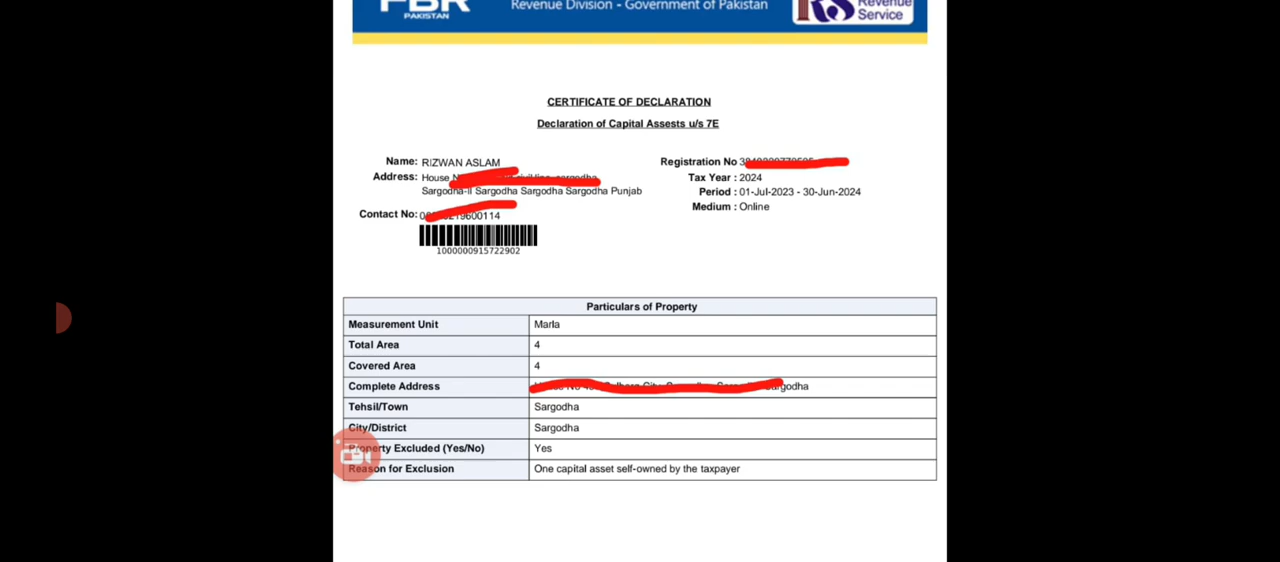 FBR
PAKISTAN
Revenue Division - Government of Pakistan
Revenue
Service
CERTIFICATE OF DECLARATION
Declaration of Capital Assests u/s 7E
Name: RIZWAN ASLAM
Registration No
Address: House
Sargodha-II Sargodha Sargodha Sargodha Punjab
Tax Year : 2024
Period : 01-Jul-2023 - 30-Jun-2024
Medium : Online
Contact No:
1000000915722902
Particulars of Property
Measurement Unit Marla
Total Area 4
Covered Area 4
Complete Address
Tehsil/Town Sargodha
City/District Sargodha
Property Excluded (Yes/No) Yes
Reason for Exclusion One capital asset self-owned by the taxpayer